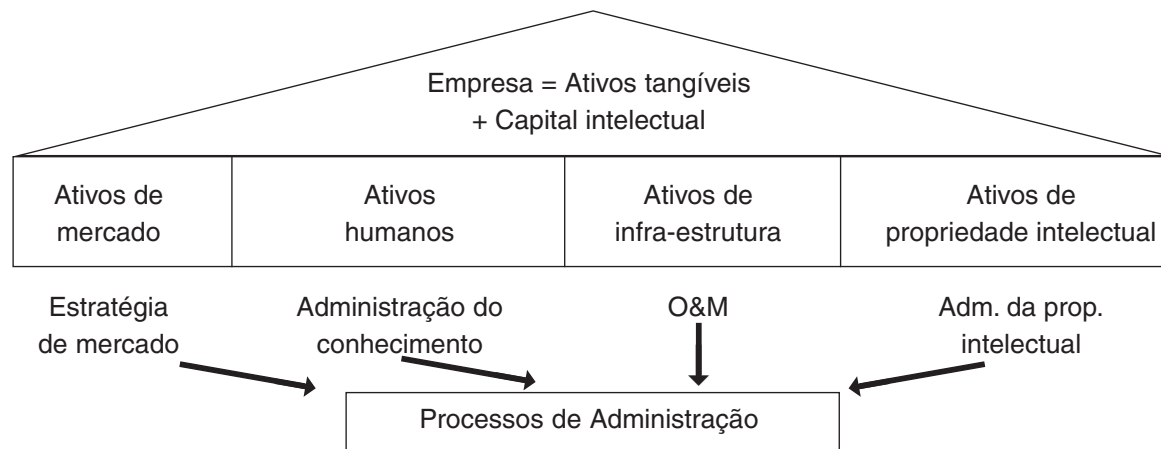 Empresa = Ativos tangíveis
+ Capital intelectual
Ativos de
mercado
Ativos
humanos
Ativos de
infra-estrutura
Ativos de
propriedade intelectual
Estratégia
de mercado
Administração do
conhecimento
O&M
Adm. da prop.
intelectual
Processos de Administração